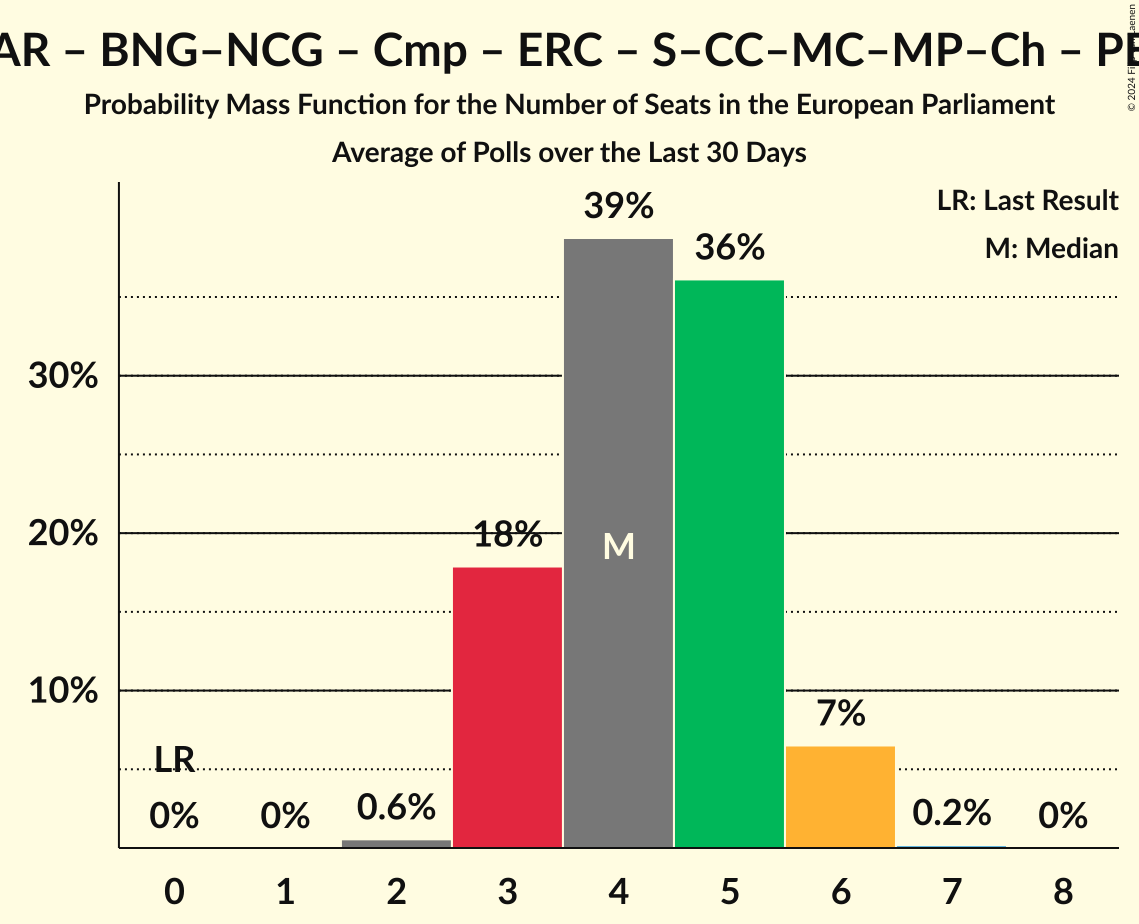 AR – BNG–NCG – Cmp – ERC – S–CC–MC–MP–Ch –
Probability Mass Function for the Number of Seats in the European Parliament
Average of Polls over the Last 30 Days
© 2024
LR: Last Result
M: Median
39%
36%
30%
20%
18%
M
10%
7%
LR
0%
0%
0.6%
0.2%
0%
0 1 2 3 4 5 6 7 8